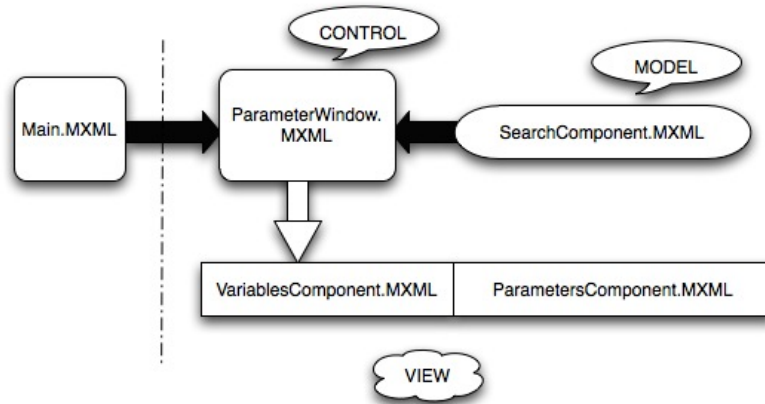 CONTROL
MODEL
Main.MXML
ParameterWindow.
MXML
SearchComponent.MXML
VariablesComponent.MXML
ParametersComponent.MXML
VIEW